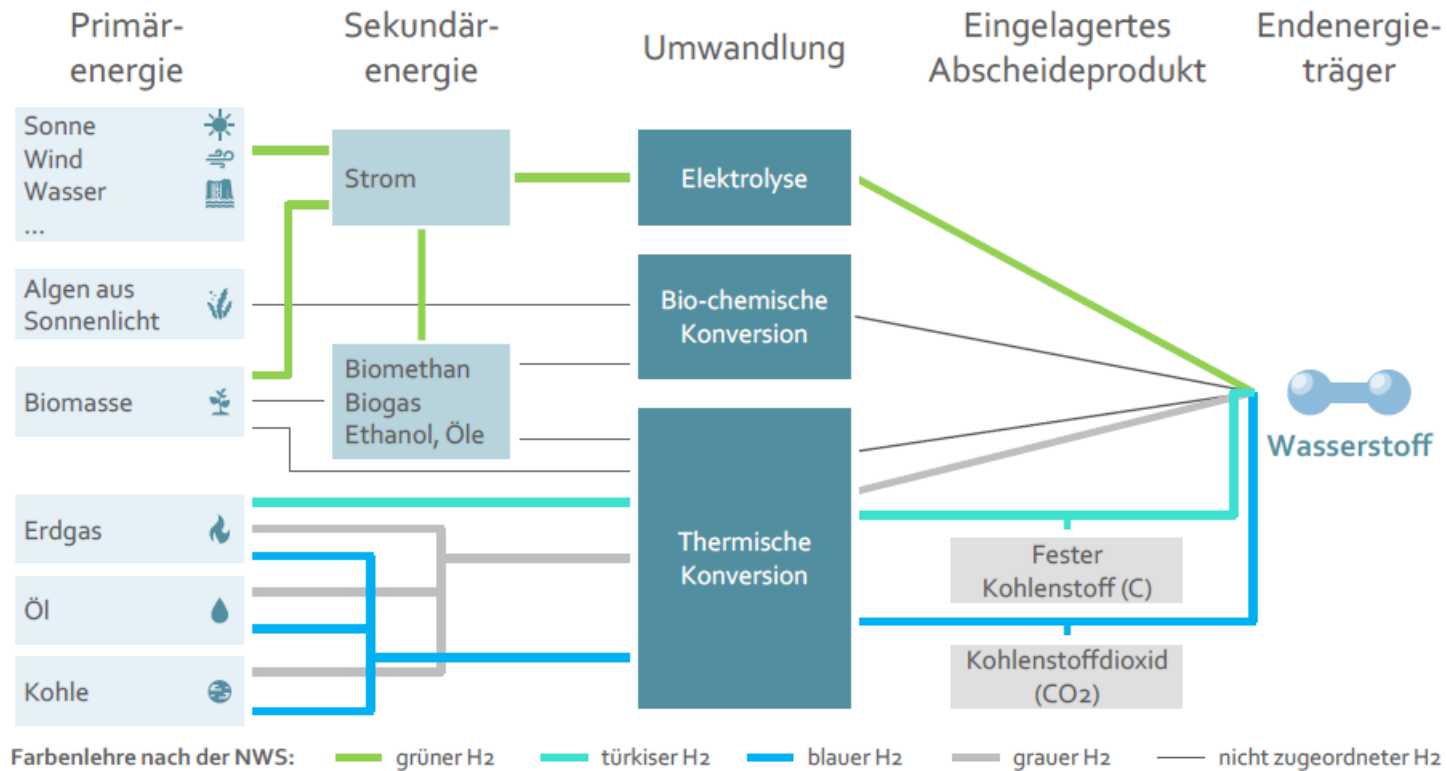 Primär-
energie
Sekundär-
energie
Umwandlung
Eingelagertes
Abscheideprodukt
Endenergie-
träger
Sonne
Wind
Wasser
...
Strom
Elektrolyse
Algen aus
Sonnenlicht
Bio-chemische
Konversion
Biomasse
Biomethan
Biogas
Ethanol, Öle
Wasserstoff
Erdgas
Thermische
Konversion
Fester
Kohlenstoff (C)
Öl
Kohle
Kohlenstoffdioxid
(CO2)
Farbenlehre nach der NWS:
grüner H2
türkiser H2
blauer H2
grauer H2
nicht zugeordneter H2